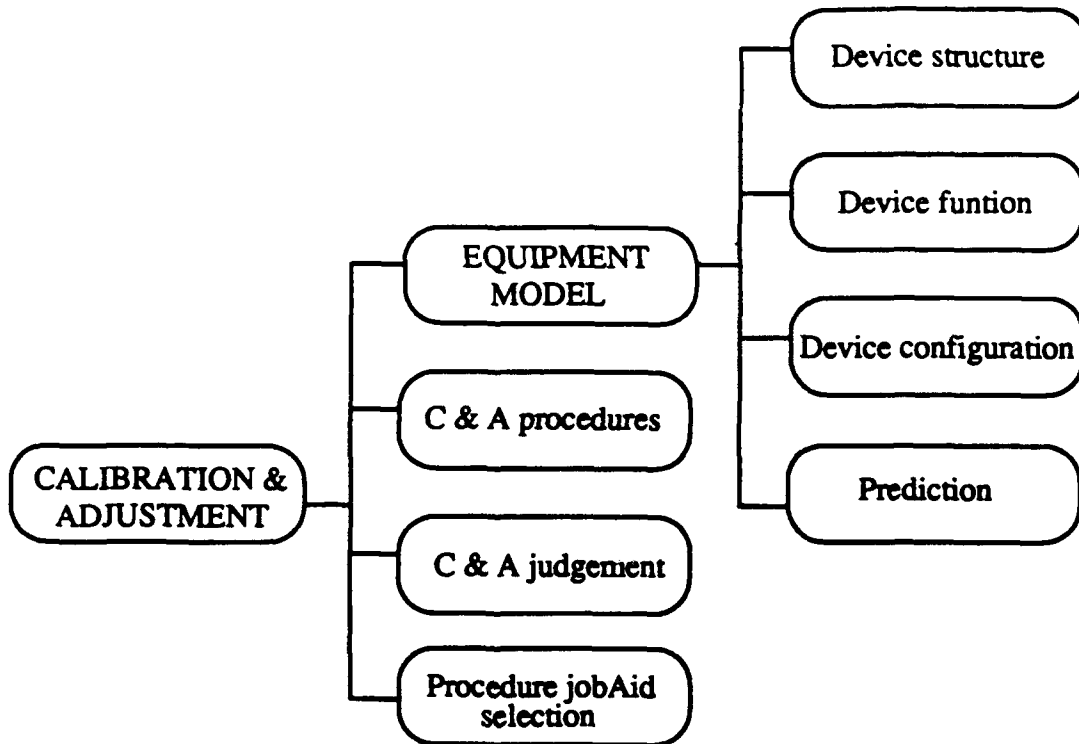 Device structure
Device funtion
EQUIPMENT
MODEL
Device configuration
C & A procedures
CALIBRATION &
ADJUSTMENT
Prediction
C & A judgement
Procedure jobAid
selection